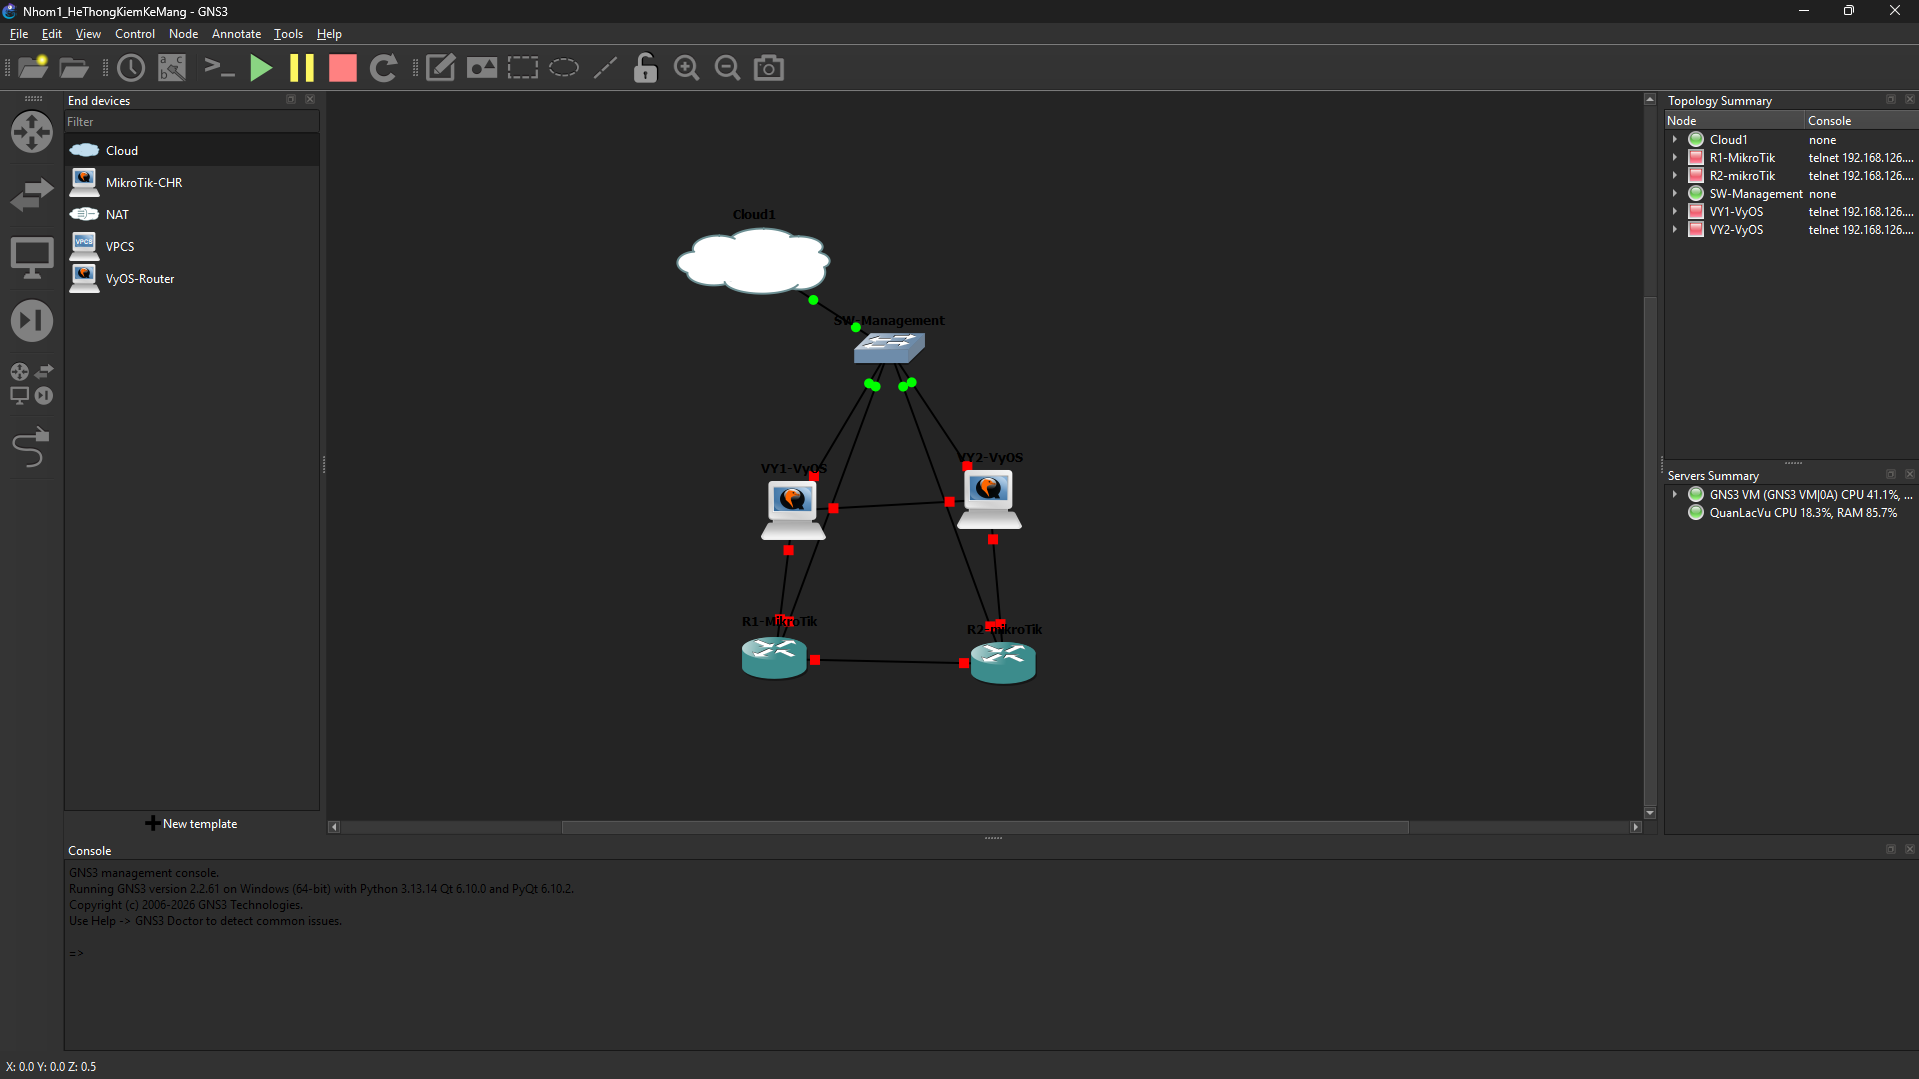 Nhom1_HeThongKiemKeMang - GNS3
File Edit View Control Node Annotate Tools Help
End devices
Filter
Cloud
MikroTik-CHR
NAT
VPCS
VPCS
VyOS-Router
New template
Cloud1
SW-Management
VY1-VyOS
VY2-VyOS
R1-MikroTik
R2-mikroTik
Topology Summary
Node Console
Cloud1 none
R1-MikroTik telnet 192.168.126....
R2-mikroTik telnet 192.168.126....
SW-Management none
VY1-VyOS telnet 192.168.126....
VY2-VyOS telnet 192.168.126....
Servers Summary
GNS3 VM (GNS3 VM|0A) CPU 41.1%, ...
QuanLacVu CPU 18.3%, RAM 85.7%
Console
GNS3 management console.
Running GNS3 version 2.2.61 on Windows (64-bit) with Python 3.13.14 Qt 6.10.0 and PyQt 6.10.2.
Copyright (c) 2006-2026 GNS3 Technologies.
Use Help -> GNS3 Doctor to detect common issues.
=>
X: 0.0 Y: 0.0 Z: 0.5